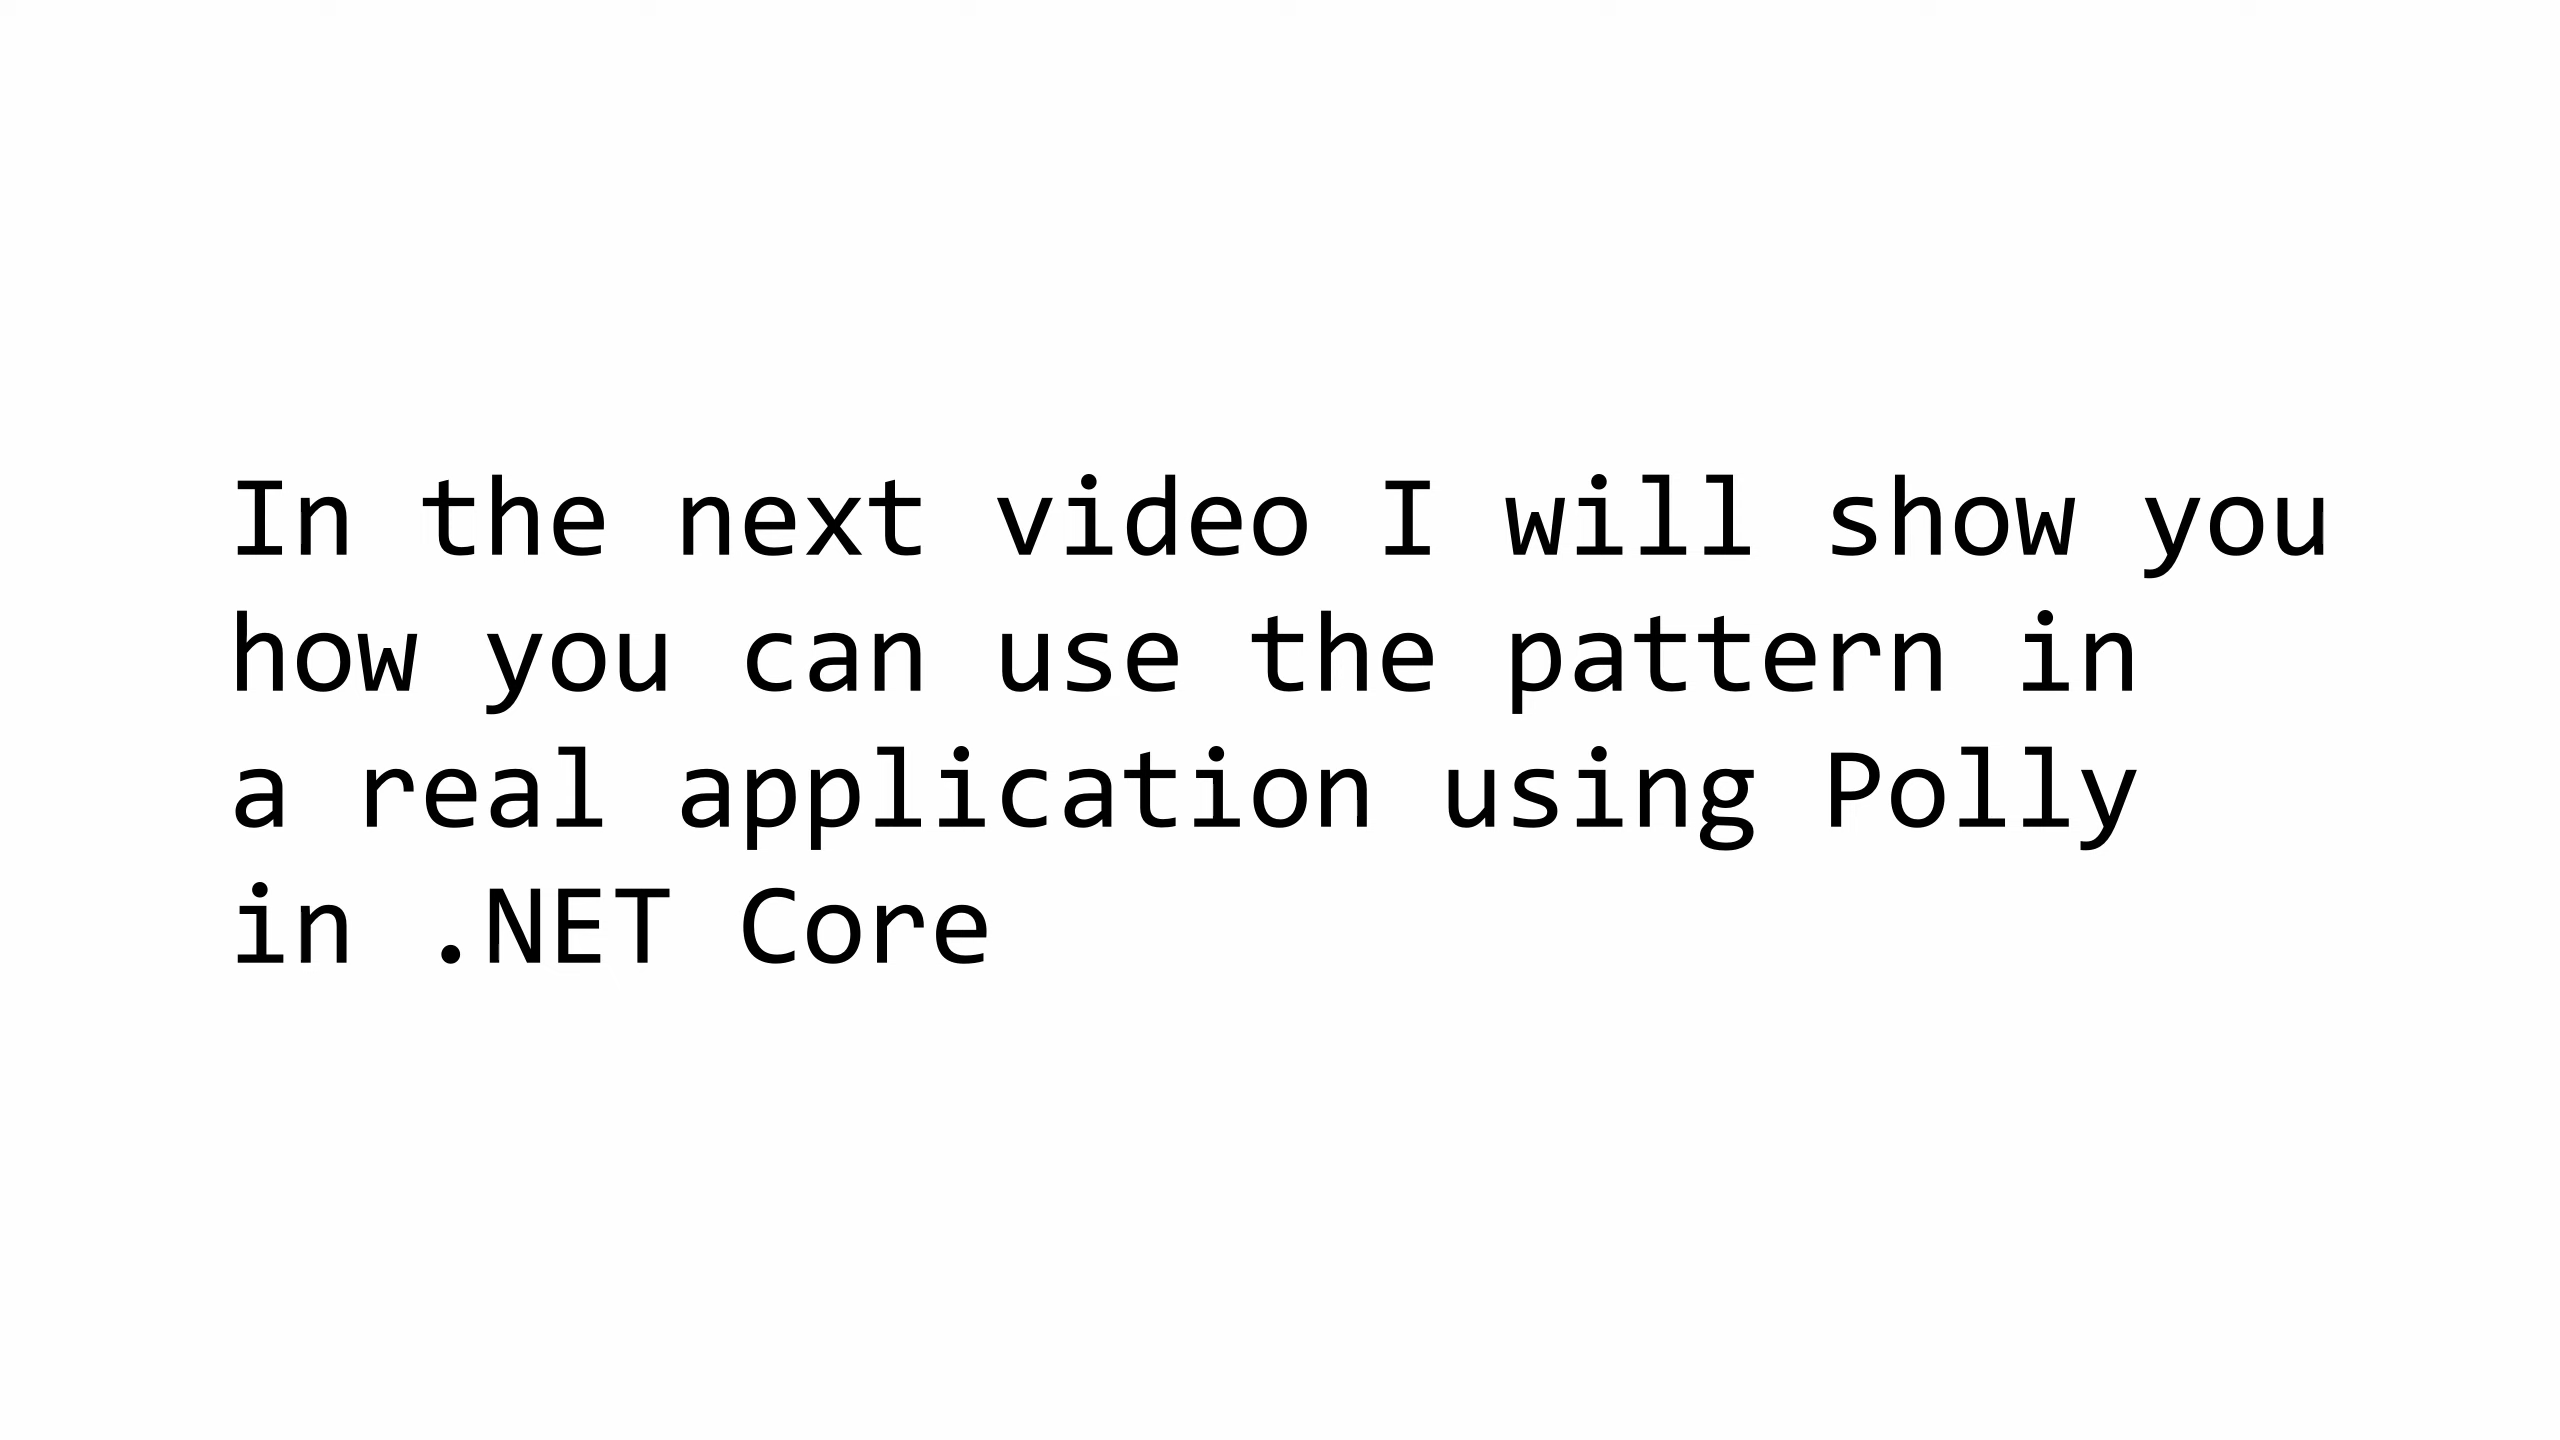 In the next video I will show you
how you can use the pattern in
a real application using Polly
in .NET Core